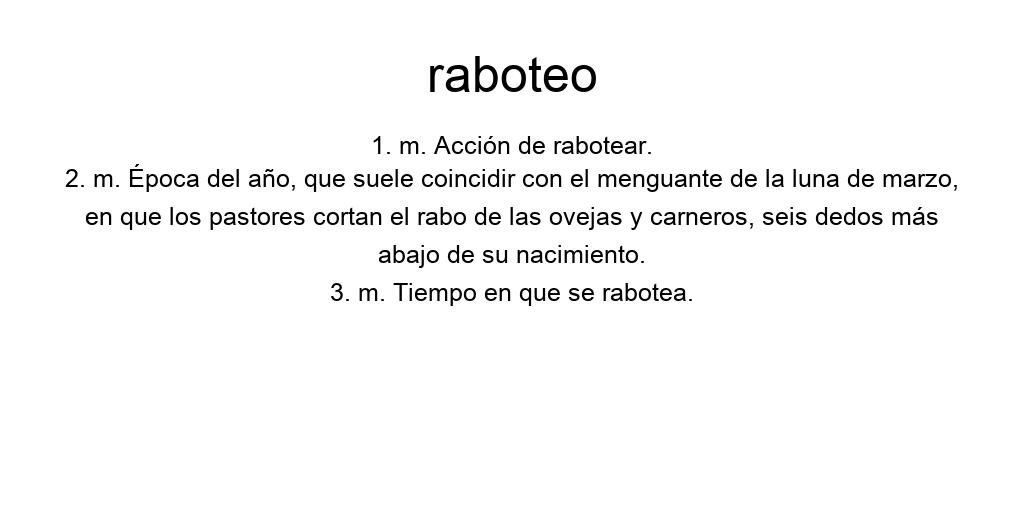 raboteo
1. m. Acción de rabotear.
2. m. Época del año, que suele coincidir con el menguante de la luna de marzo,
en que los pastores cortan el rabo de las ovejas y carneros, seis dedos más
abajo de su nacimiento.
3. m. Tiempo en que se rabotea.